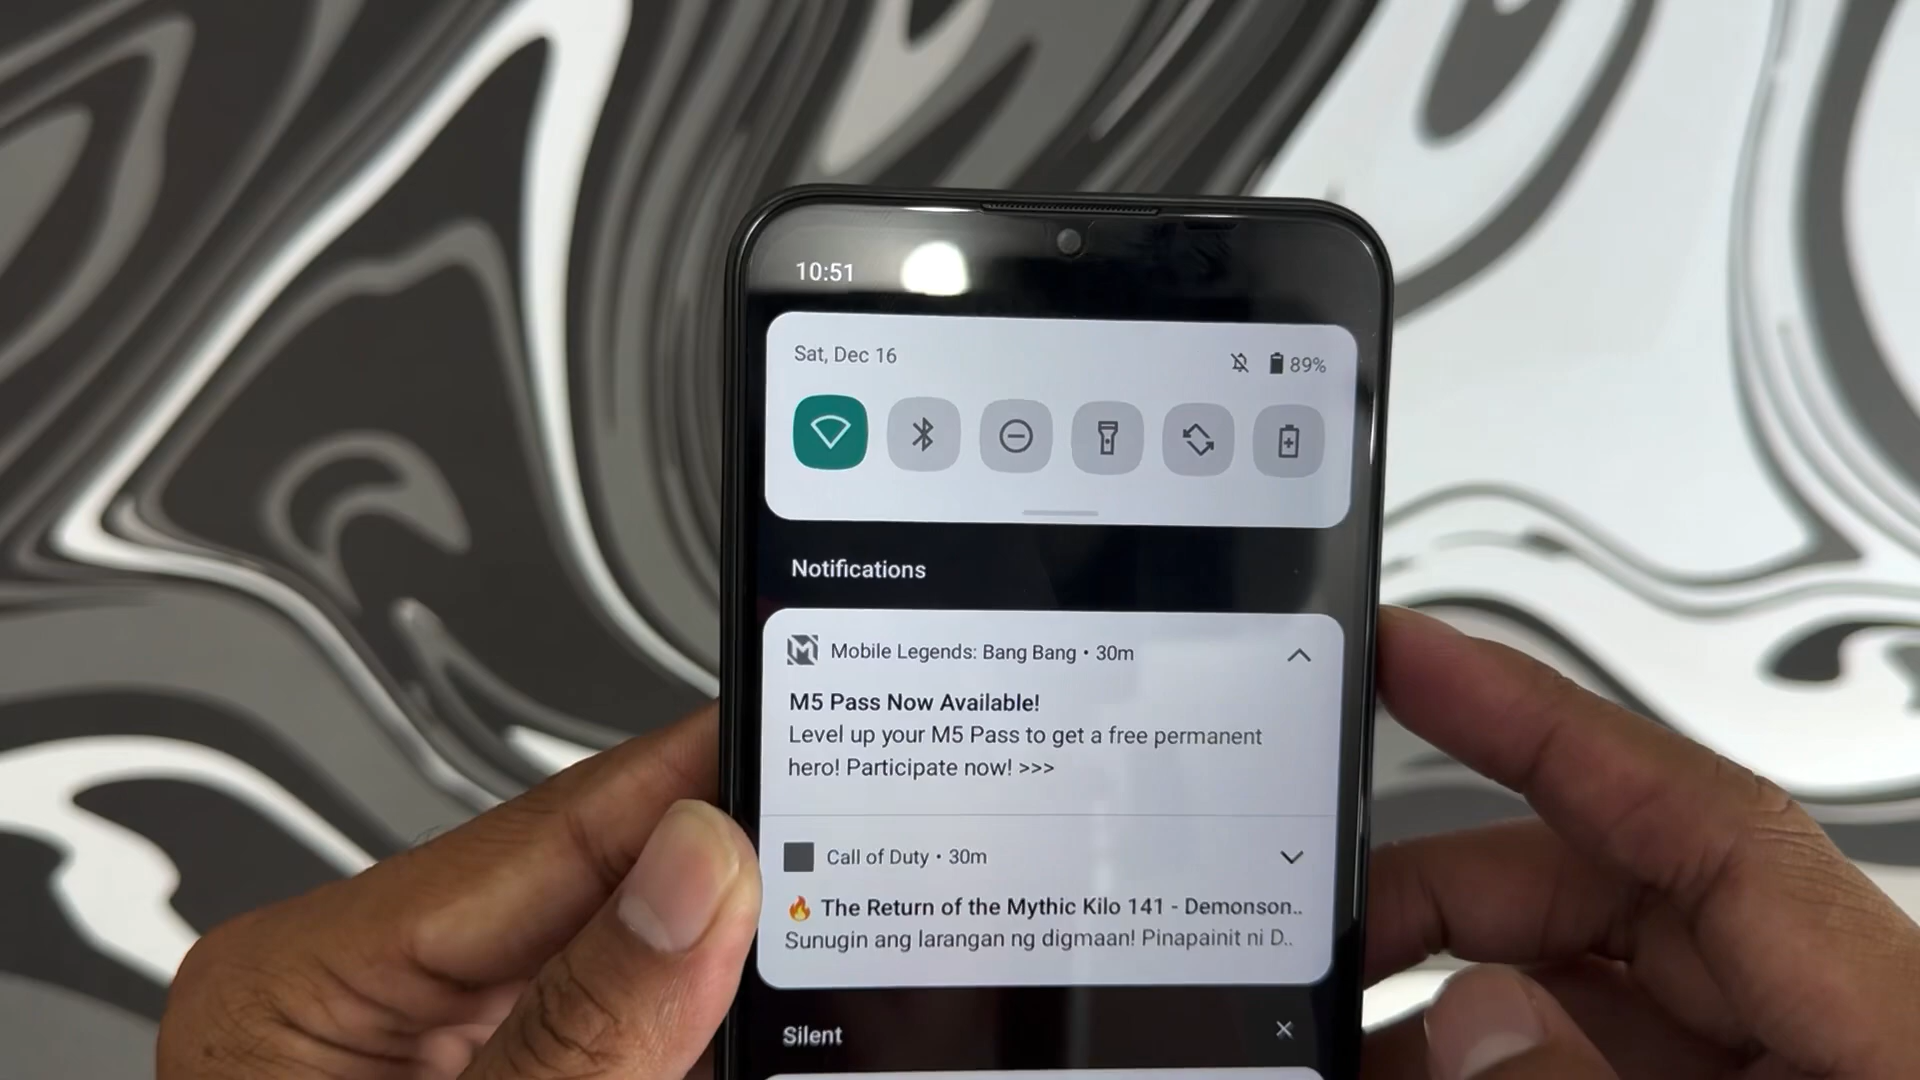 10:51
Sat, Dec 16
89%
Notifications
Mobile Legends: Bang Bang • 30m
M5 Pass Now Available!
Level up your M5 Pass to get a free permanent
hero! Participate now! >>>
Call of Duty • 30m
🔥 The Return of the Mythic Kilo 141 - Demonson..
Sunugin ang larangan ng digmaan! Pinapainit ni D..
Silent